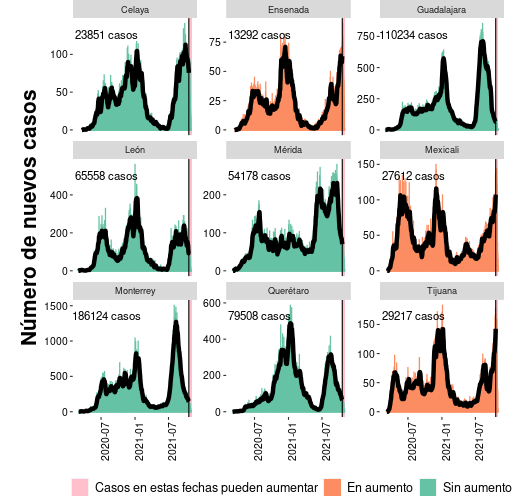 Número de nuevos casos
Celaya
Ensenada
Guadalajara
23851 casos
13292 casos
110234 casos
100
50
0
75
50
25
0
750
500
250
0
León
Mérida
Mexicali
65558 casos
54178 casos
27612 casos
400
200
0
200
100
0
150
100
50
0
Monterrey
Querétaro
Tijuana
186124 casos
79508 casos
29217 casos
1500
1000
500
0
600
400
200
0
150
100
50
0
2020-07
2021-01
2021-07
2020-07
2021-01
2021-07
2020-07
2021-01
2021-07
Casos en estas fechas pueden aumentar
En aumento
Sin aumento